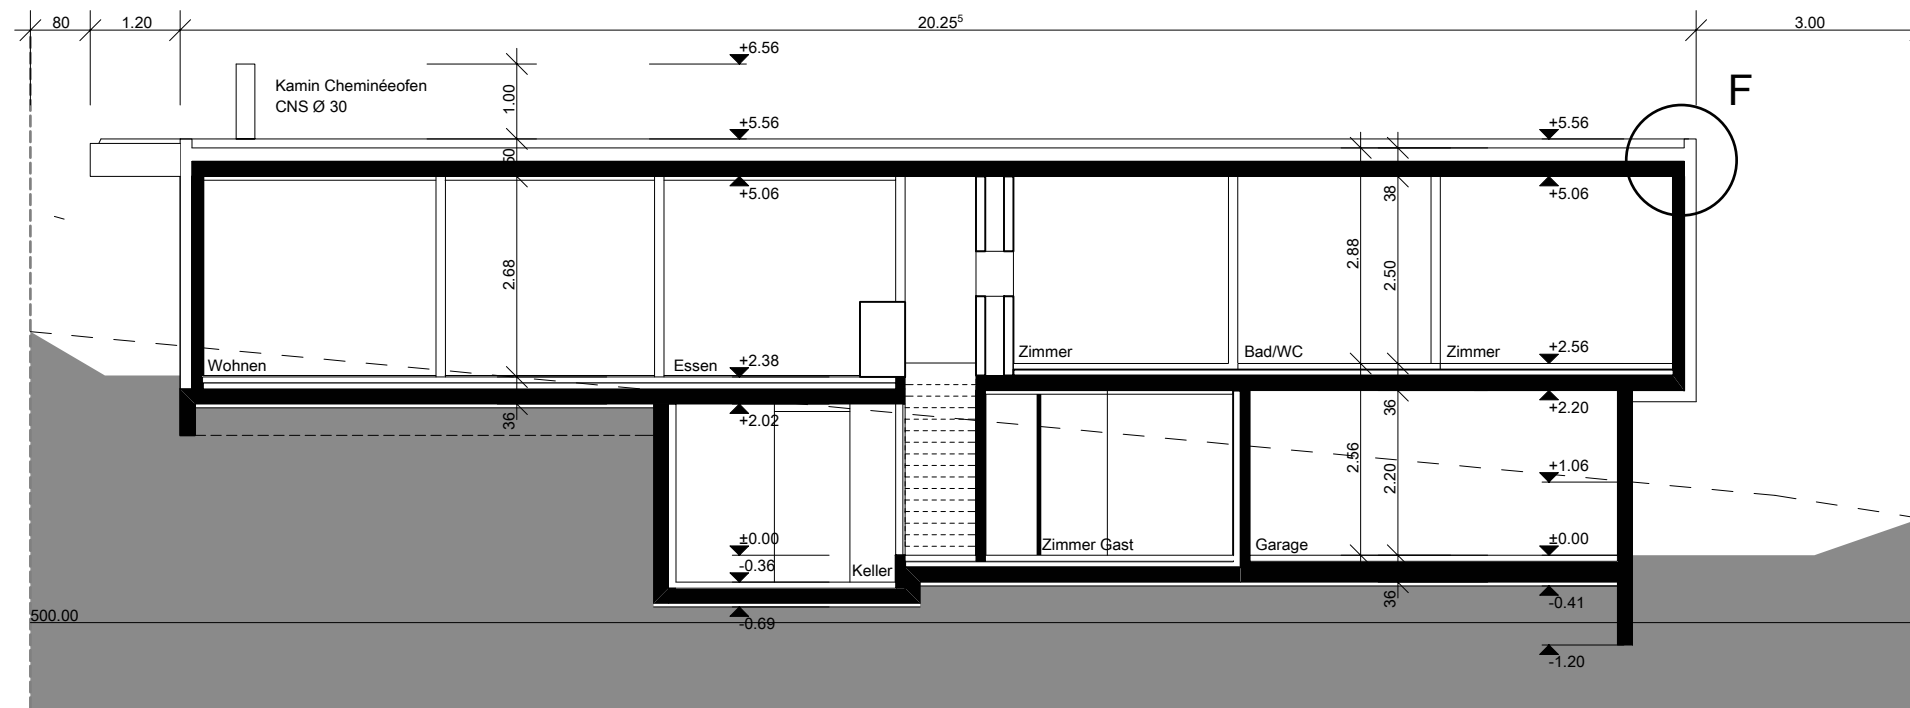 80
1.20
20.25⁵
3.00
+6.56
Kamin Cheminéeofen
CNS Ø 30
1.00
F
+5.56
+5.56
50
+5.06
38
+5.06
2.68
2.88
2.50
Wohnen
Essen
+2.38
Zimmer
Bad/WC
Zimmer
+2.56
36
+2.02
36
+2.20
2.56
2.20
+1.06
±0.00
Zimmer Gast
Garage
±0.00
-0.36
Keller
36
-0.41
500.00
-0.69
-1.20